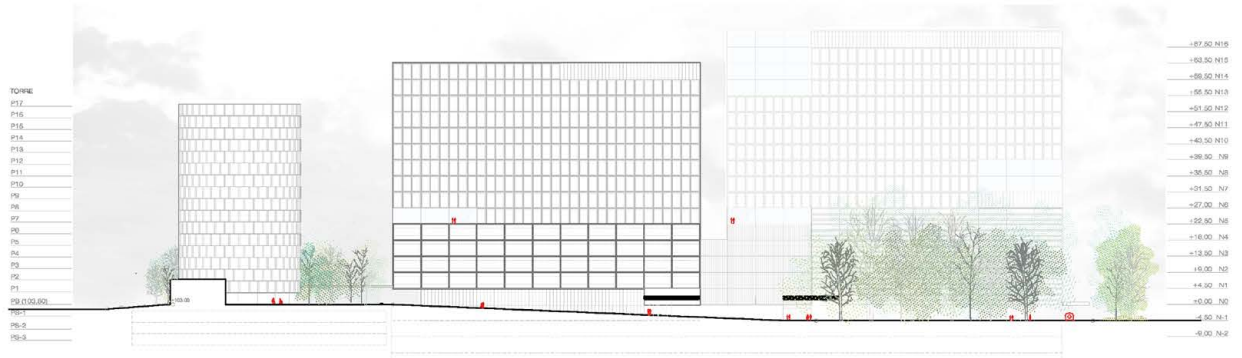 TORRE
P17
P16
P15
P14
P13
P12
P11
P10
P9
P8
P7
P6
P5
P4
P3
P2
P1
PB (100,60)
PS-1
PS-2
PS-3
+67,50 N16
+63,50 N15
+59,50 N14
+55,50 N13
+51,50 N12
+47,50 N11
+43,50 N10
+39,50 N9
+35,50 N8
+31,50 N7
+27,00 N6
+22,50 N5
+18,00 N4
+13,50 N3
+9,00 N2
+4,50 N1
+0,00 N0
-4,50 N-1
-9,00 N-2